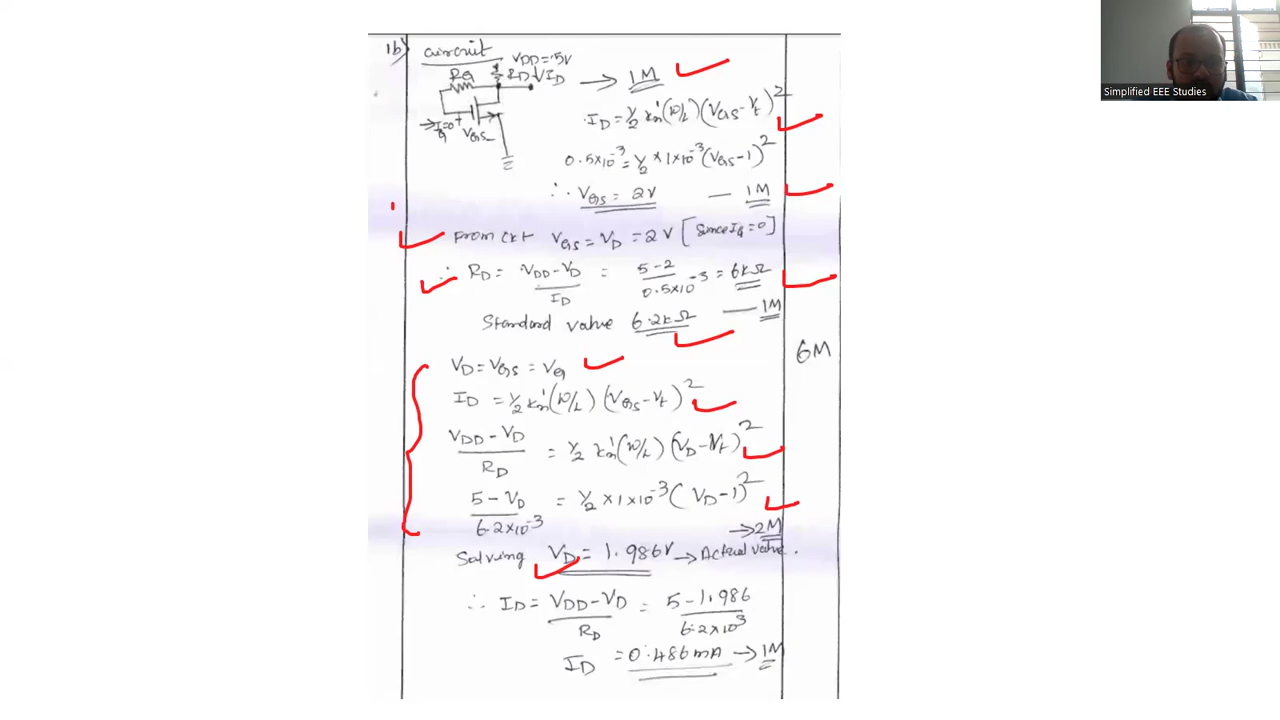 1b) circuit
VDD = 5V
RG RD ↓ID → 1M
IG=0 + VGS -
ID = 1/2 kn'(W/L)(VGS - Vt)²
0.5×10⁻³ = 1/2 × 1×10⁻³ (VGS - 1)²
∴ VGS = 2V — 1M
From ckt VGS = VD = 2V [Since IG = 0]
∴ RD = (VDD - VD)/ID = (5-2)/(0.5×10⁻³) = 6kΩ
— 1M
Standard value 6.2kΩ
6M
VD = VGS = VG
ID = 1/2 kn'(W/L)(VGS - Vt)²
(VDD - VD)/RD = 1/2 kn'(W/L)(VD - Vt)²
(5 - VD)/(6.2×10⁻³) = 1/2 × 1×10⁻³ (VD - 1)²
→ 2M
Solving VD = 1.986V → Actual value.
∴ ID = (VDD - VD)/RD = (5 - 1.986)/(6.2×10³)
ID = 0.486mA → 1M
Simplified EEE Studies